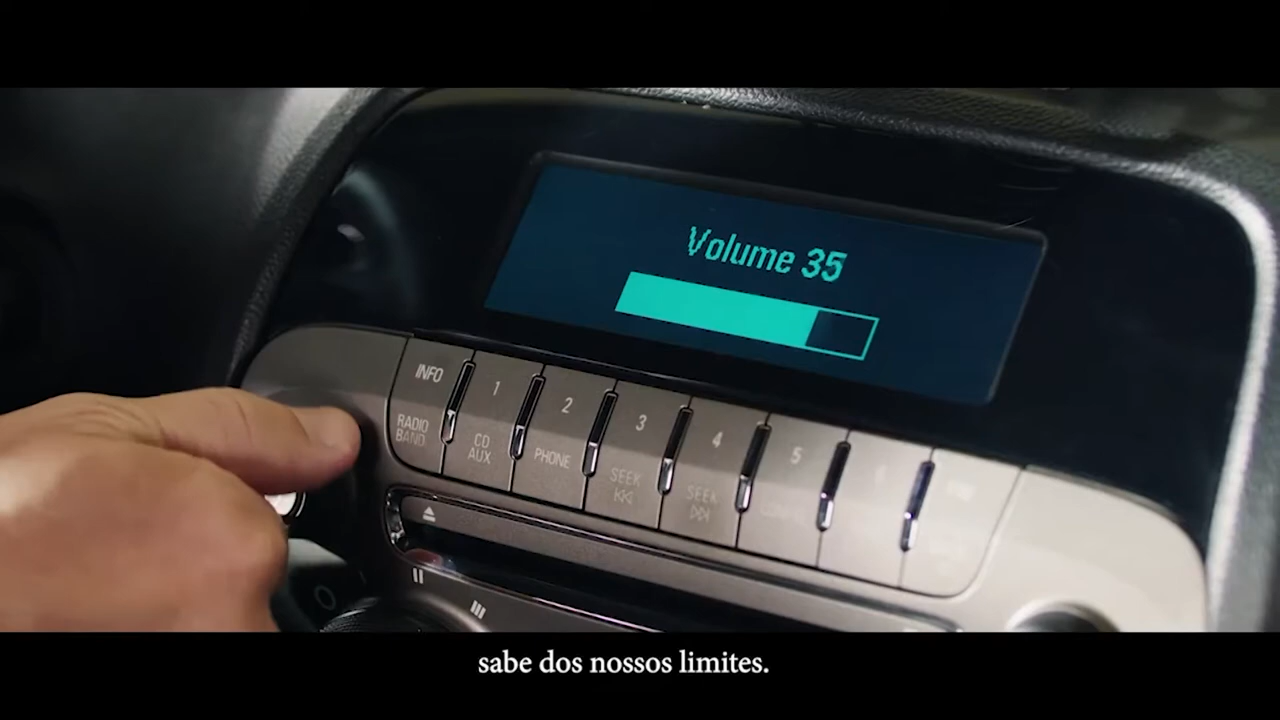 Volume 35
INFO
1
2
3
4
5
RADIO
BAND
CD
AUX
PHONE
SEEK
SEEK
sabe dos nossos limites.